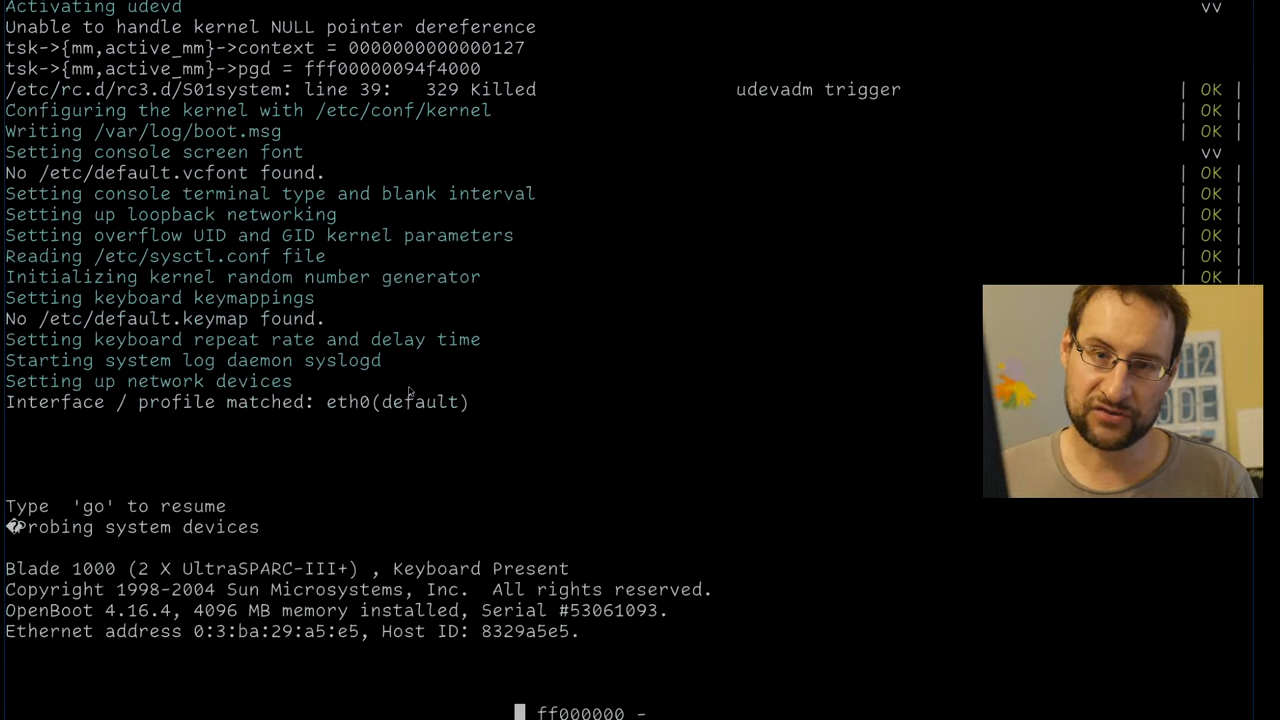 Activating udevd vv
Unable to handle kernel NULL pointer dereference
tsk->{mm,active_mm}->context = 0000000000000127
tsk->{mm,active_mm}->pgd = fff00000094f4000
/etc/rc.d/rc3.d/S01system: line 39:   329 Killed                  udevadm trigger | OK |
Configuring the kernel with /etc/conf/kernel | OK |
Writing /var/log/boot.msg | OK |
Setting console screen font vv
No /etc/default.vcfont found. | OK |
Setting console terminal type and blank interval | OK |
Setting up loopback networking | OK |
Setting overflow UID and GID kernel parameters | OK |
Reading /etc/sysctl.conf file | OK |
Initializing kernel random number generator | OK |
Setting keyboard keymappings
No /etc/default.keymap found.
Setting keyboard repeat rate and delay time
Starting system log daemon syslogd
Setting up network devices
Interface / profile matched: eth0(default)
Type  'go' to resume
�Probing system devices
Blade 1000 (2 X UltraSPARC-III+) , Keyboard Present
Copyright 1998-2004 Sun Microsystems, Inc.  All rights reserved.
OpenBoot 4.16.4, 4096 MB memory installed, Serial #53061093.
Ethernet address 0:3:ba:29:a5:e5, Host ID: 8329a5e5.
ff000000 -